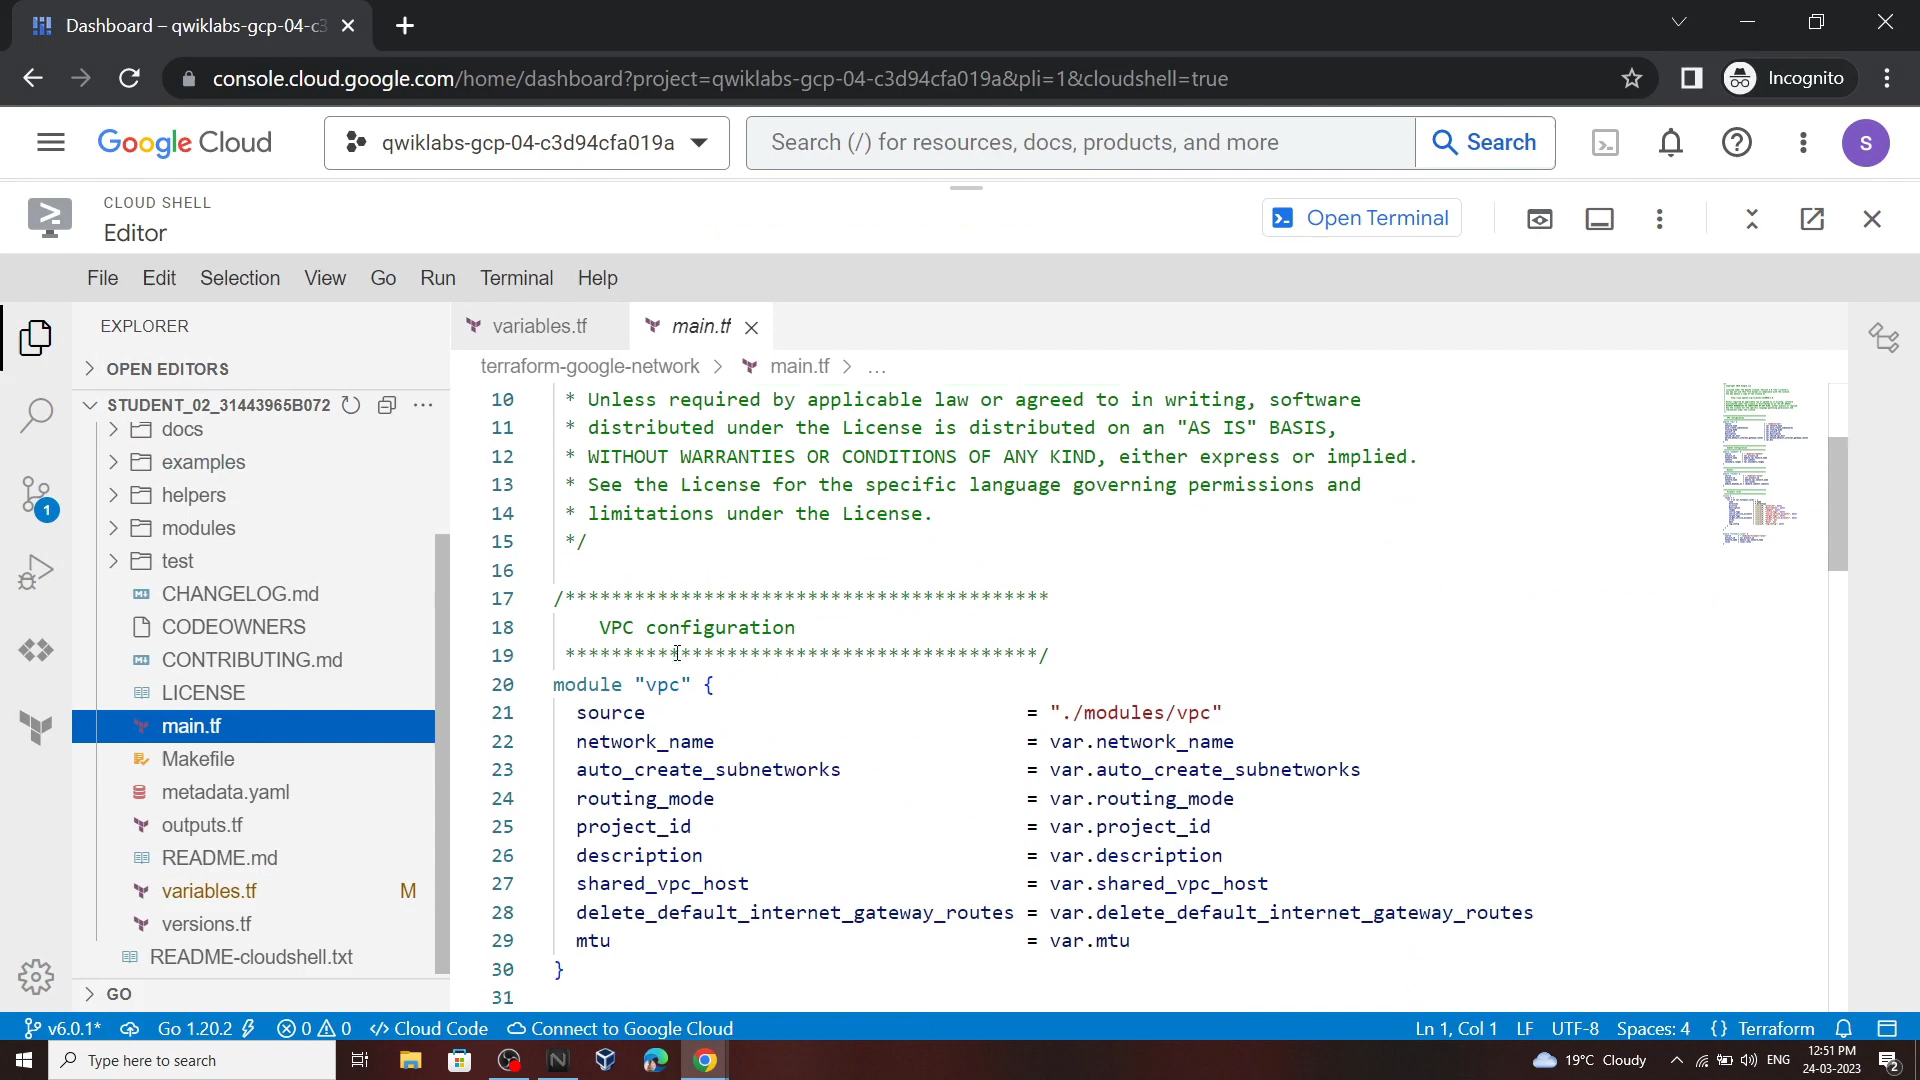 Dashboard – qwiklabs-gcp-04-c3
console.cloud.google.com/home/dashboard?project=qwiklabs-gcp-04-c3d94cfa019a&pli=1&cloudshell=true
Incognito
Google Cloud
qwiklabs-gcp-04-c3d94cfa019a
Search (/) for resources, docs, products, and more
Search
S
CLOUD SHELL
Editor
Open Terminal
File Edit Selection View Go Run Terminal Help
EXPLORER
OPEN EDITORS
STUDENT_02_31443965B072
docs
examples
helpers
modules
test
CHANGELOG.md
CODEOWNERS
CONTRIBUTING.md
LICENSE
main.tf
Makefile
metadata.yaml
outputs.tf
README.md
variables.tf M
versions.tf
README-cloudshell.txt
GO
1
variables.tf
main.tf
terraform-google-network > main.tf > ...
10 * Unless required by applicable law or agreed to in writing, software
11 * distributed under the License is distributed on an "AS IS" BASIS,
12 * WITHOUT WARRANTIES OR CONDITIONS OF ANY KIND, either express or implied.
13 * See the License for the specific language governing permissions and
14 * limitations under the License.
15 */
16
17 /******************************************
18 VPC configuration
19 *****************************************/
20 module "vpc" {
21 source = "./modules/vpc"
22 network_name = var.network_name
23 auto_create_subnetworks = var.auto_create_subnetworks
24 routing_mode = var.routing_mode
25 project_id = var.project_id
26 description = var.description
27 shared_vpc_host = var.shared_vpc_host
28 delete_default_internet_gateway_routes = var.delete_default_internet_gateway_routes
29 mtu = var.mtu
30 }
31
v6.0.1* Go 1.20.2 0 0 </> Cloud Code Connect to Google Cloud
Ln 1, Col 1 LF UTF-8 Spaces: 4 {} Terraform
Type here to search
19°C Cloudy
ENG
12:51 PM
24-03-2023
2